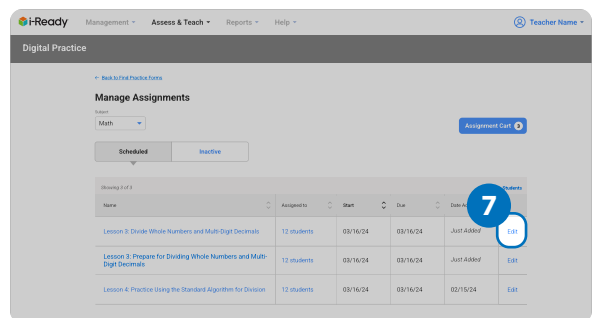 i-Ready
Management
Assess & Teach
Reports
Help
Teacher Name
Digital Practice
← Back to Find Practice Forms
Manage Assignments
Subject
Math
Assignment Cart 3
Scheduled
Inactive
Showing 3 of 3
Students
7
Name
Assigned to
Start
Due
Date A
Lesson 3: Divide Whole Numbers and Multi-Digit Decimals
12 students
03/16/24
03/16/24
Just Added
Edit
Lesson 3: Prepare for Dividing Whole Numbers and Multi-
Digit Decimals
12 students
03/16/24
03/16/24
Just Added
Edit
Lesson 4: Practice Using the Standard Algorithm for Division
12 students
03/16/24
03/16/24
02/15/24
Edit